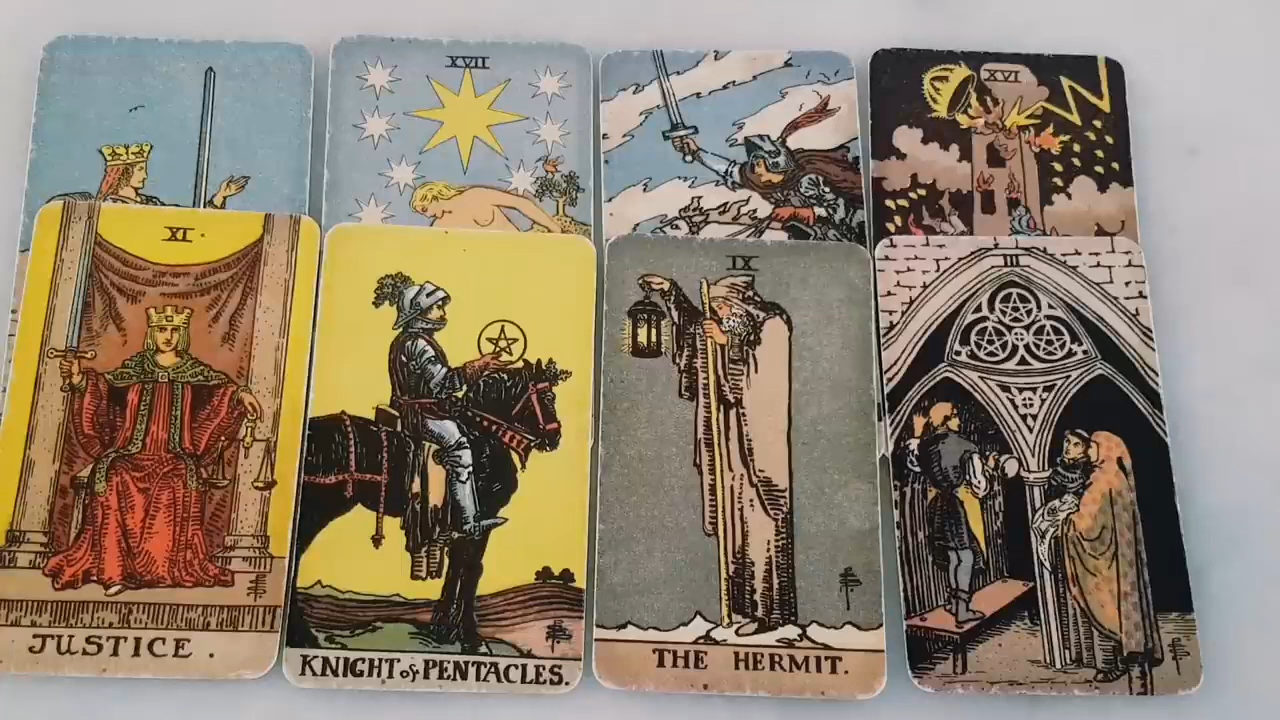 XVII
XVI
XI.
IX
III
JUSTICE.
KNIGHT of PENTACLES.
THE HERMIT.